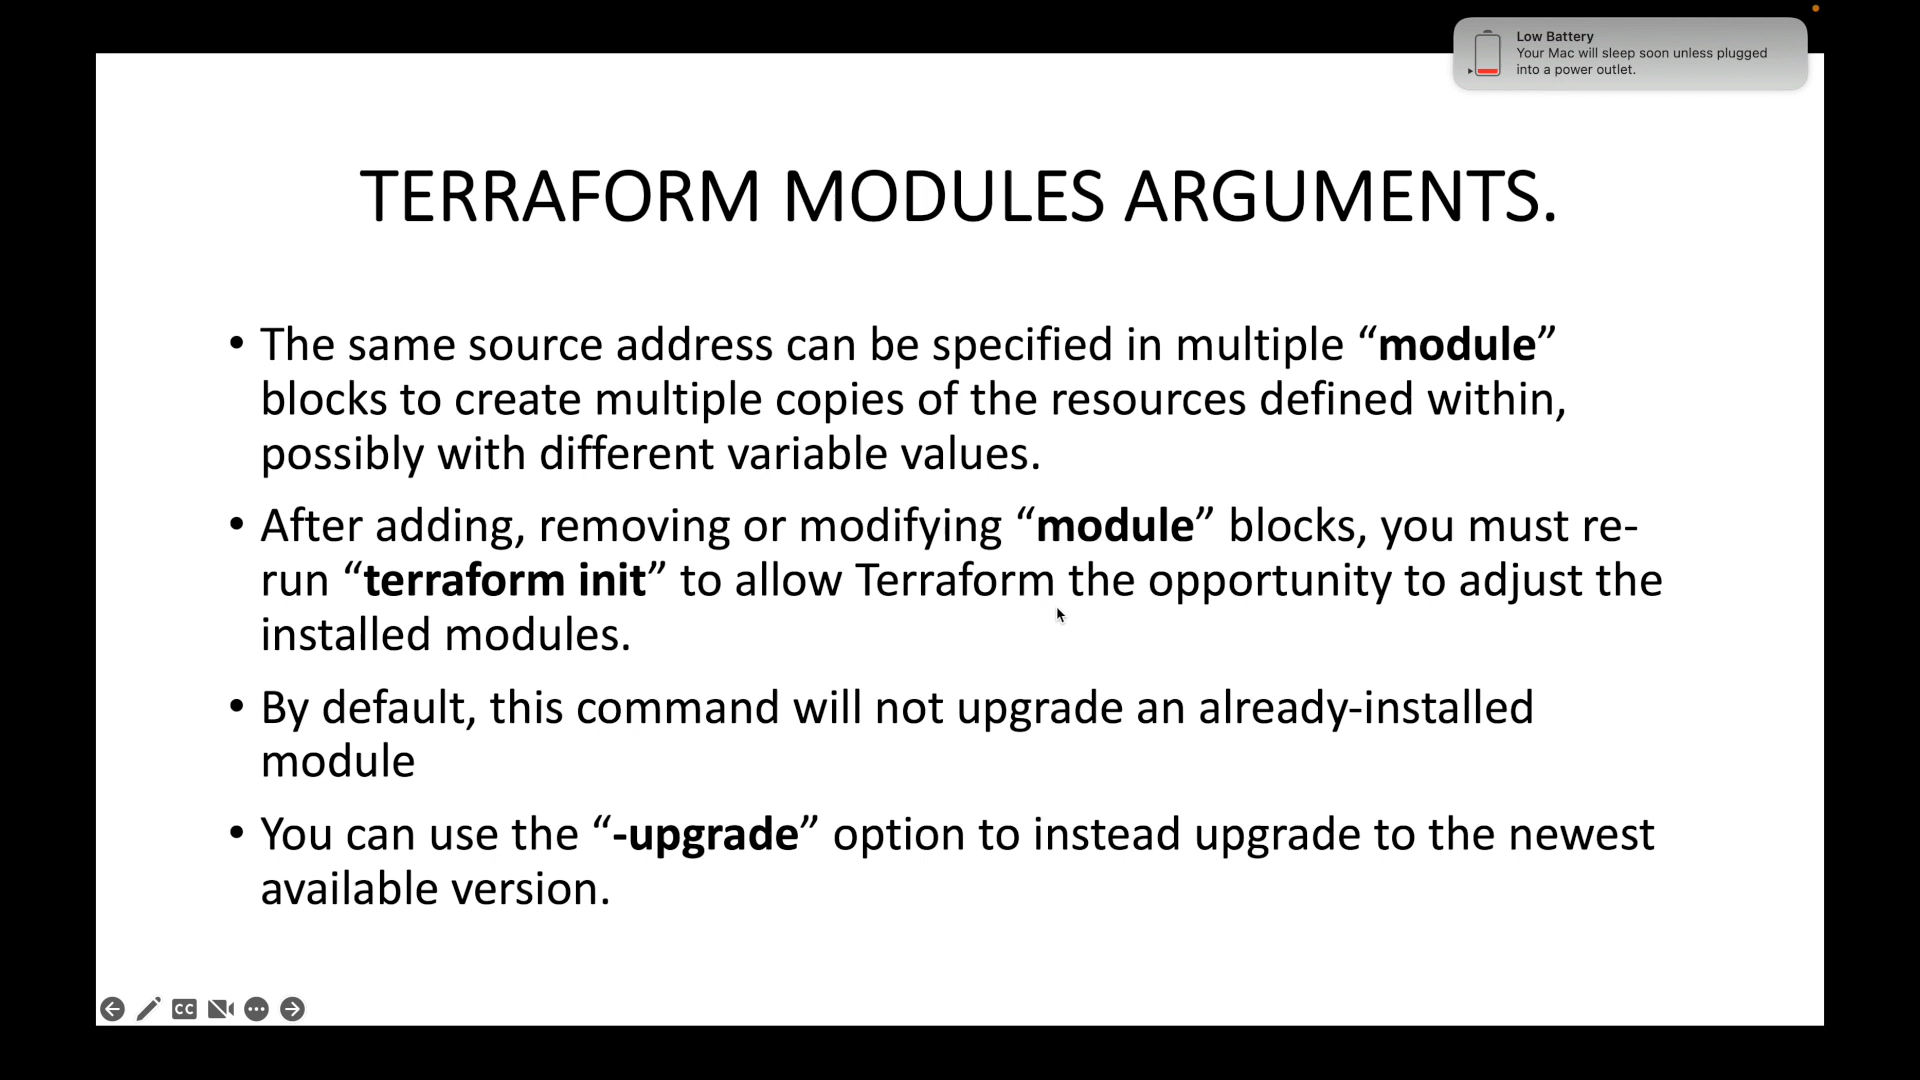 Low Battery
Your Mac will sleep soon unless plugged
into a power outlet.
TERRAFORM MODULES ARGUMENTS.
• The same source address can be specified in multiple “module”
blocks to create multiple copies of the resources defined within,
possibly with different variable values.
• After adding, removing or modifying “module” blocks, you must re-
run “terraform init” to allow Terraform the opportunity to adjust the
installed modules.
• By default, this command will not upgrade an already-installed
module
• You can use the “-upgrade” option to instead upgrade to the newest
available version.
CC